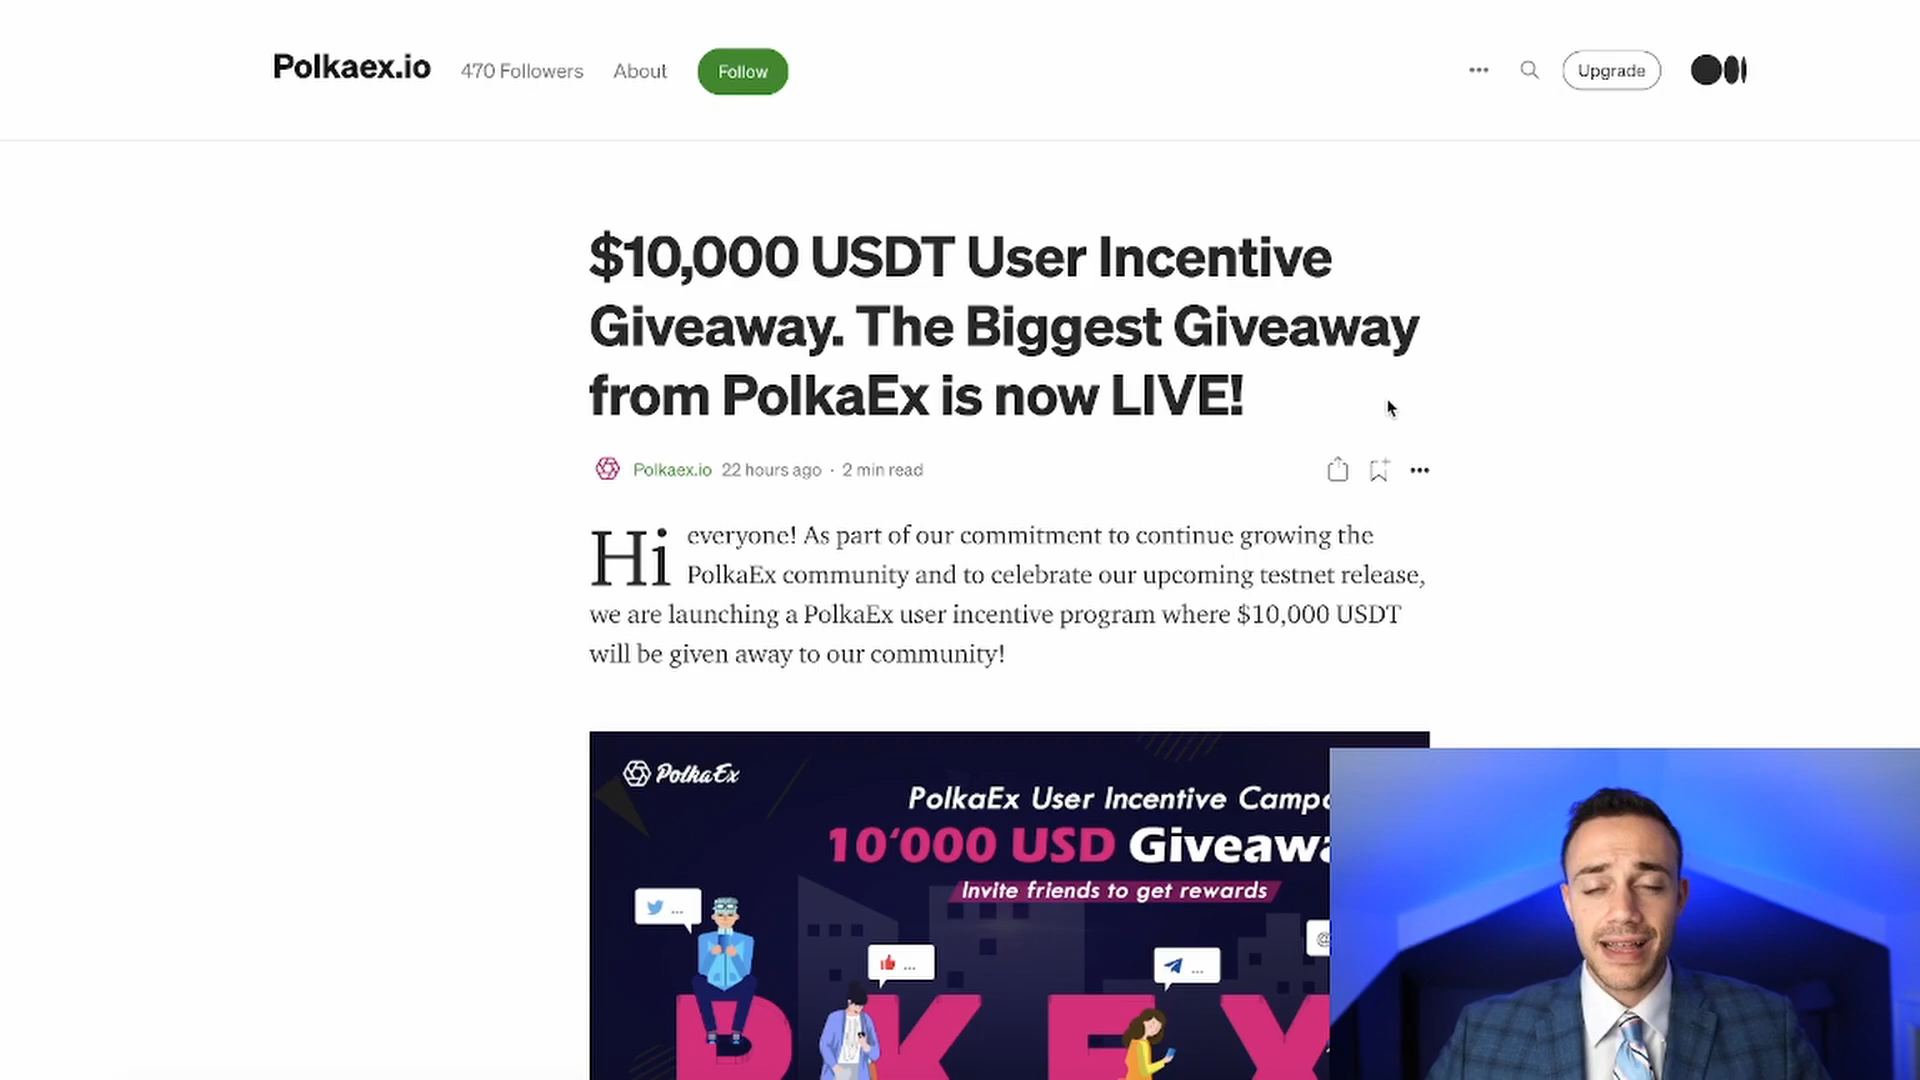 Polkaex.io 470 Followers About Follow Upgrade
$10,000 USDT User Incentive
Giveaway. The Biggest Giveaway
from PolkaEx is now LIVE!
Polkaex.io 22 hours ago · 2 min read
Hi everyone! As part of our commitment to continue growing the
PolkaEx community and to celebrate our upcoming testnet release,
we are launching a PolkaEx user incentive program where $10,000 USDT
will be given away to our community!
PolkaEx
PolkaEx User Incentive Campa
10'000 USD Giveawa
Invite friends to get rewards
PKEX